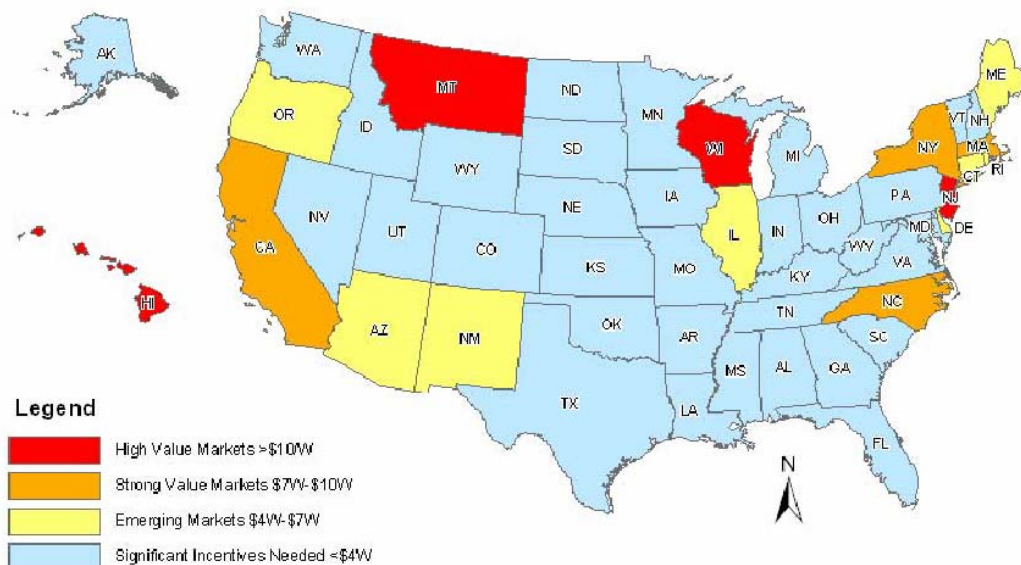 AK
WA
MT
ND
MN
ME
VT
NH
OR
ID
SD
WI
MI
NY
MA
CT
RI
WY
IA
PA
NJ
NV
UT
CO
NE
IL
IN
OH
MD
DE
CA
KS
MO
WV
VA
KY
HI
AZ
NM
OK
AR
TN
NC
SC
TX
LA
MS
AL
GA
FL
N
Legend
High Value Markets >$10/W
Strong Value Markets $7W-$10W
Emerging Markets $4W-$7W
Significant Incentives Needed <$4W